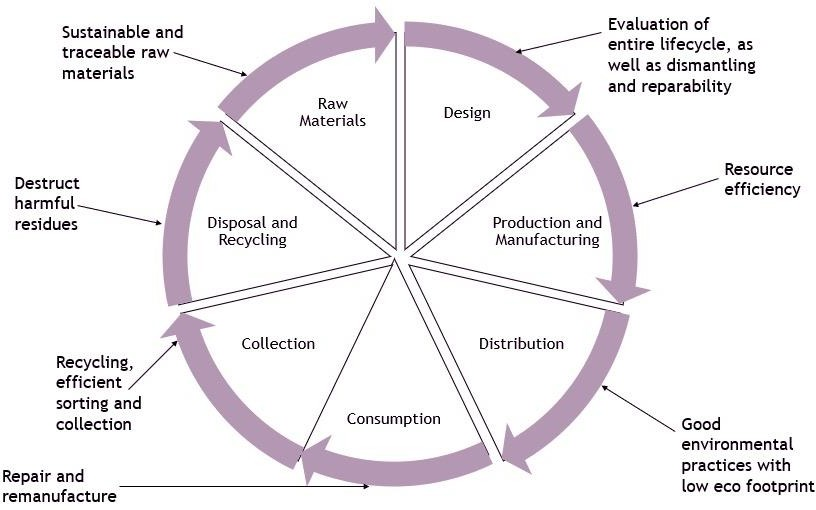 Sustainable and
traceable raw
materials
Evaluation of
entire lifecycle, as
well as dismantling
and reparability
Raw
Materials
Design
Destruct
harmful
residues
Resource
efficiency
Disposal and
Recycling
Production and
Manufacturing
Collection
Distribution
Recycling,
efficient
sorting and
collection
Consumption
Good
environmental
practices with
low eco footprint
Repair and
remanufacture